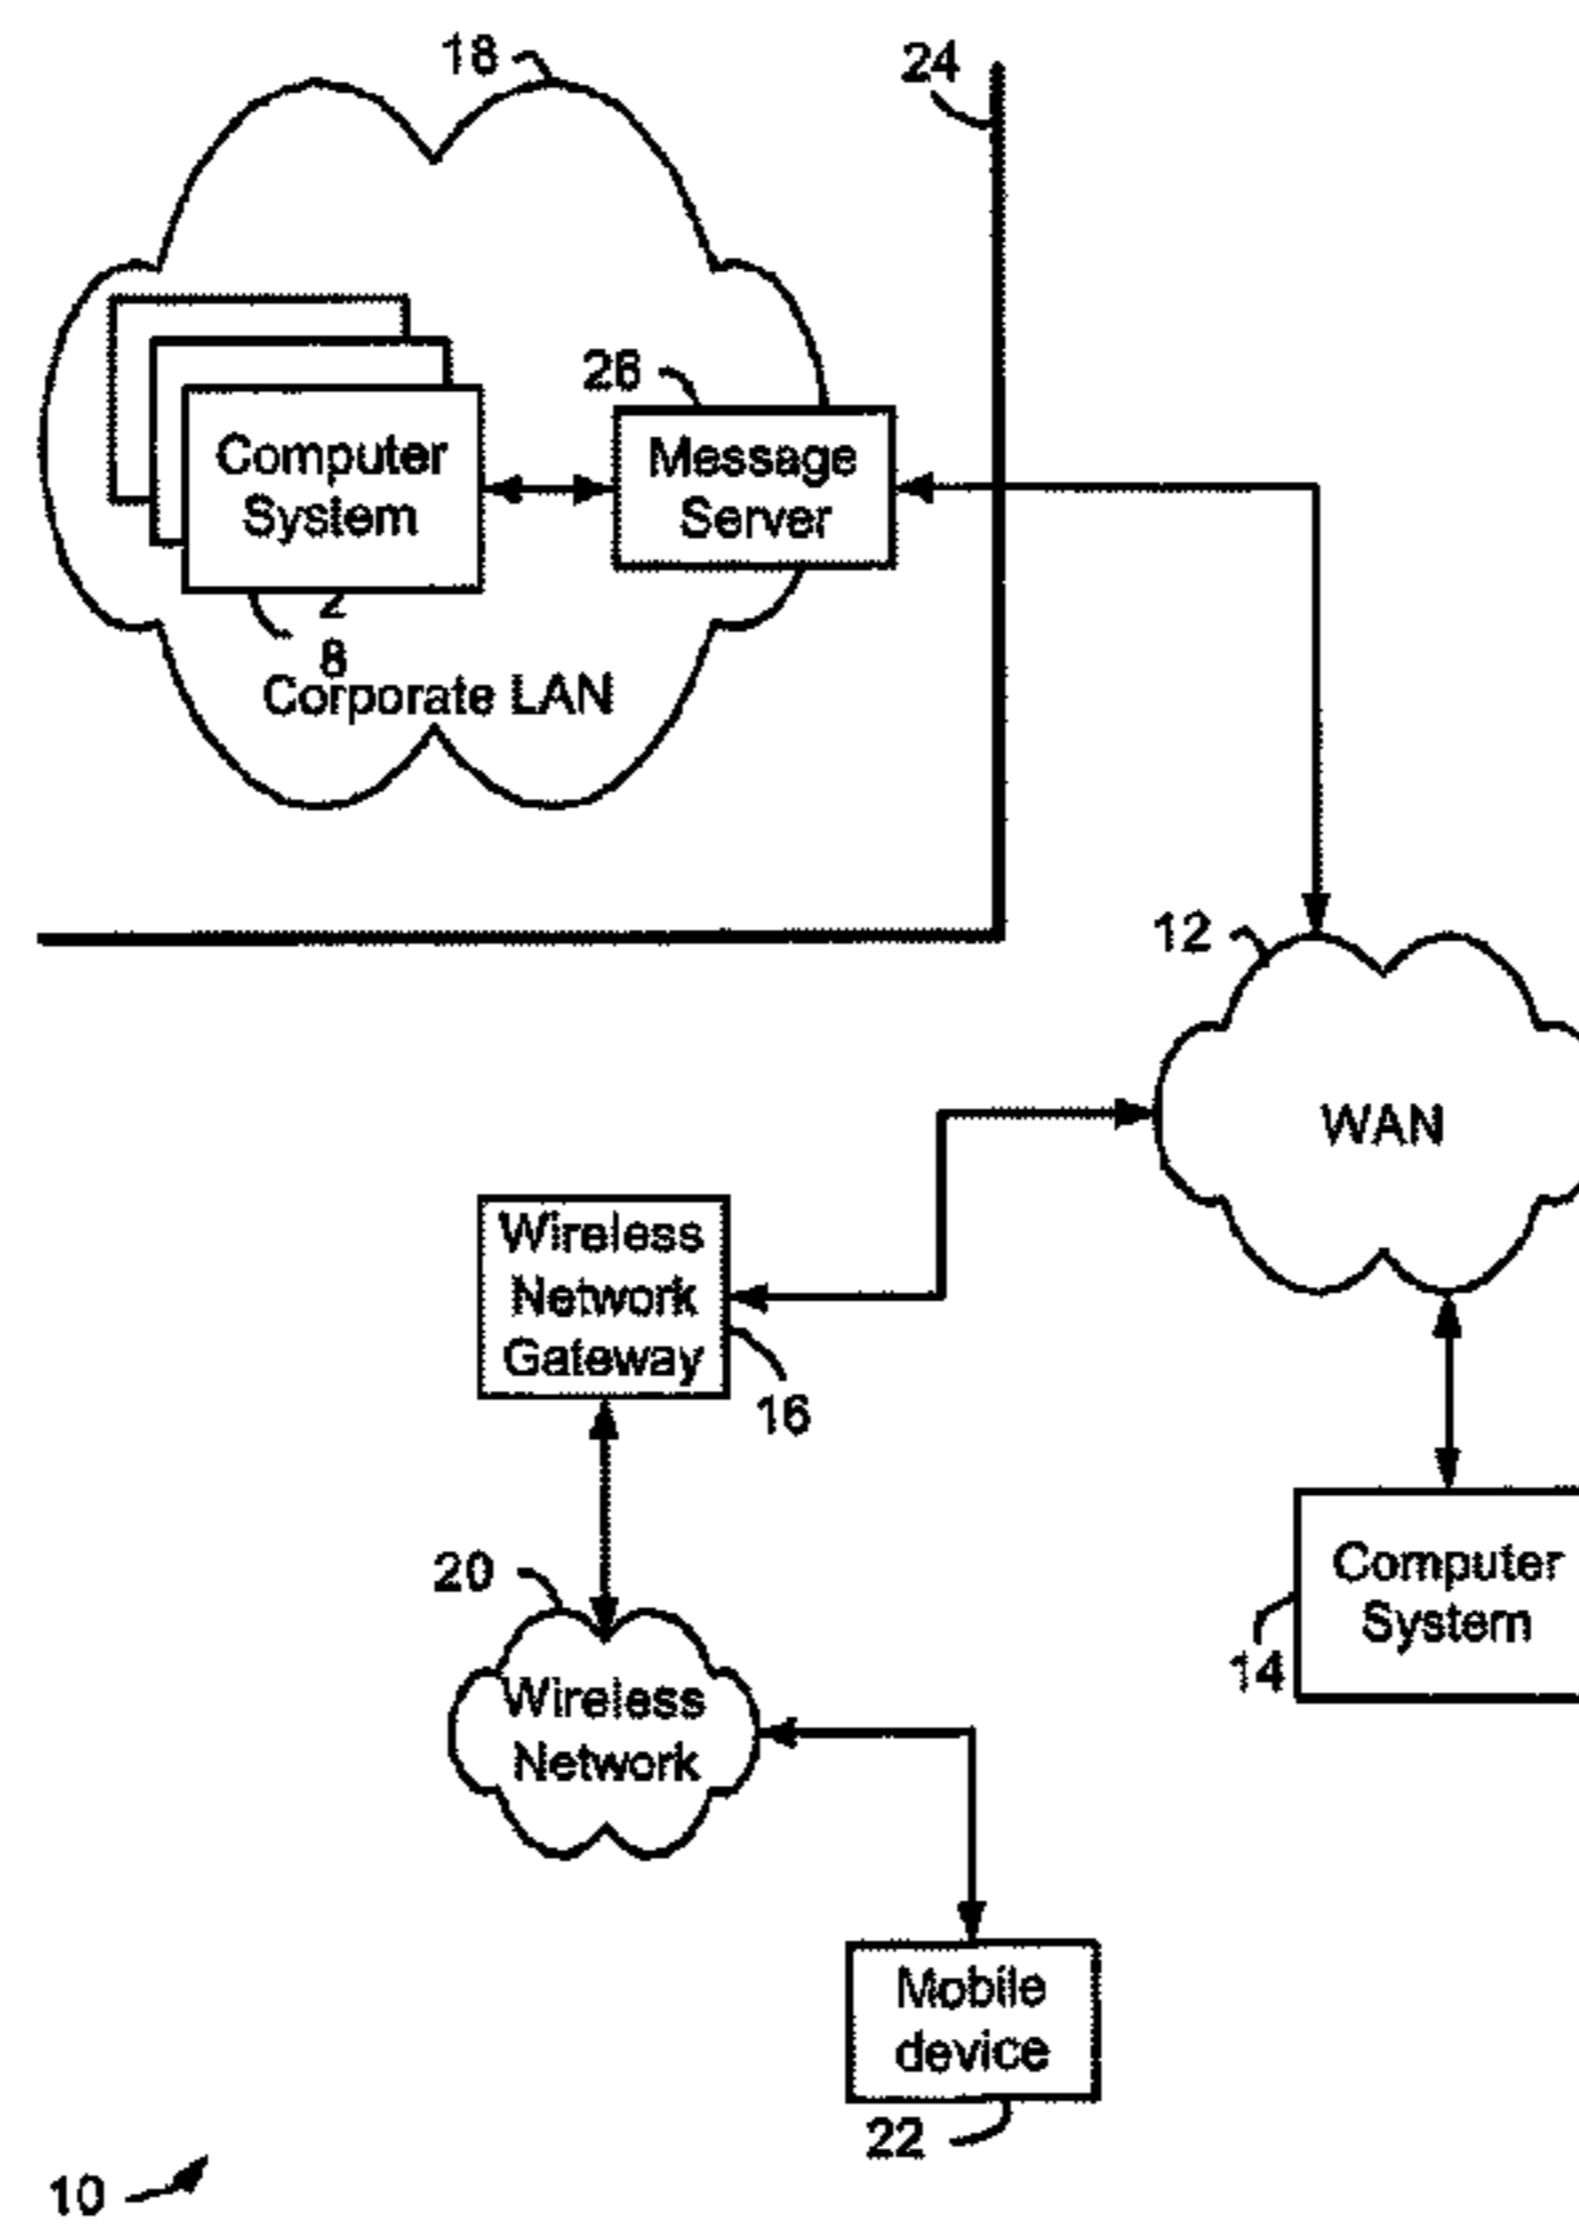 18
24
26
Computer
System
Message
Server
2
8
Corporate LAN
12
WAN
Wireless
Network
Gateway
16
20
Wireless
Network
Computer
System
14
Mobile
device
22
10